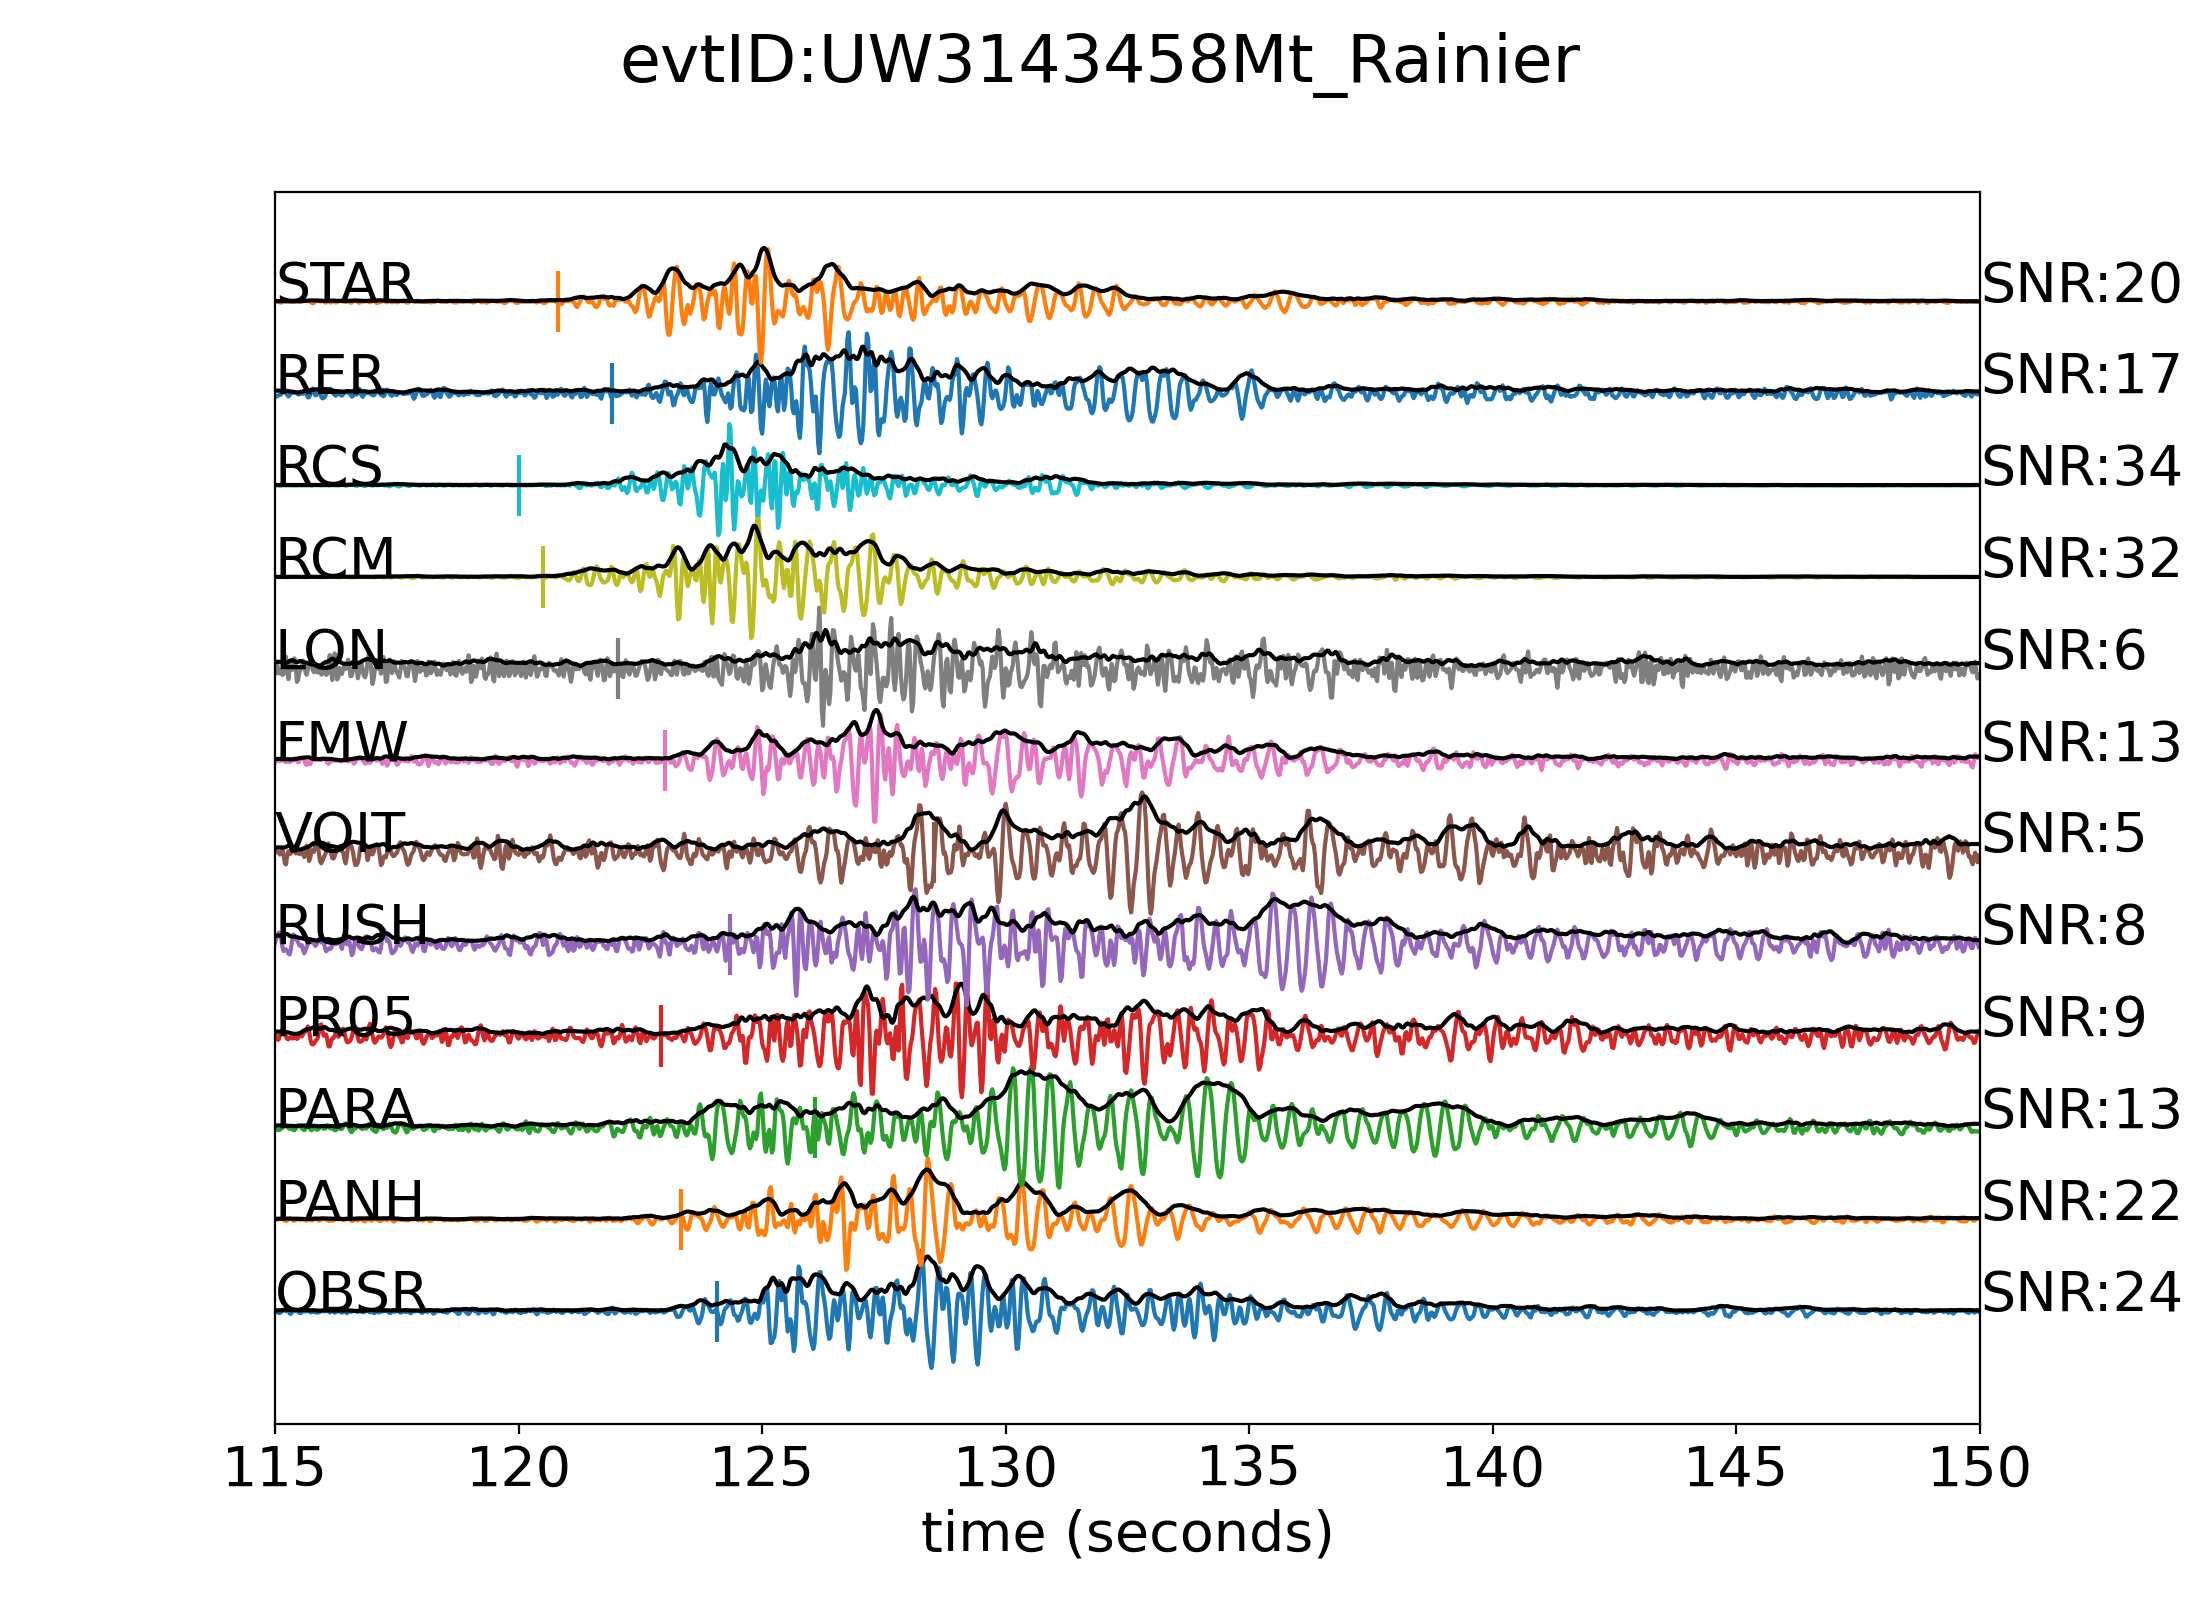 evtID:UW3143458Mt_Rainier
STAR SNR:20
RER SNR:17
RCS SNR:34
RCM SNR:32
LON SNR:6
FMW SNR:13
VOIT SNR:5
RUSH SNR:8
PR05 SNR:9
PARA SNR:13
PANH SNR:22
OBSR SNR:24
115 120 125 130 135 140 145 150
time (seconds)